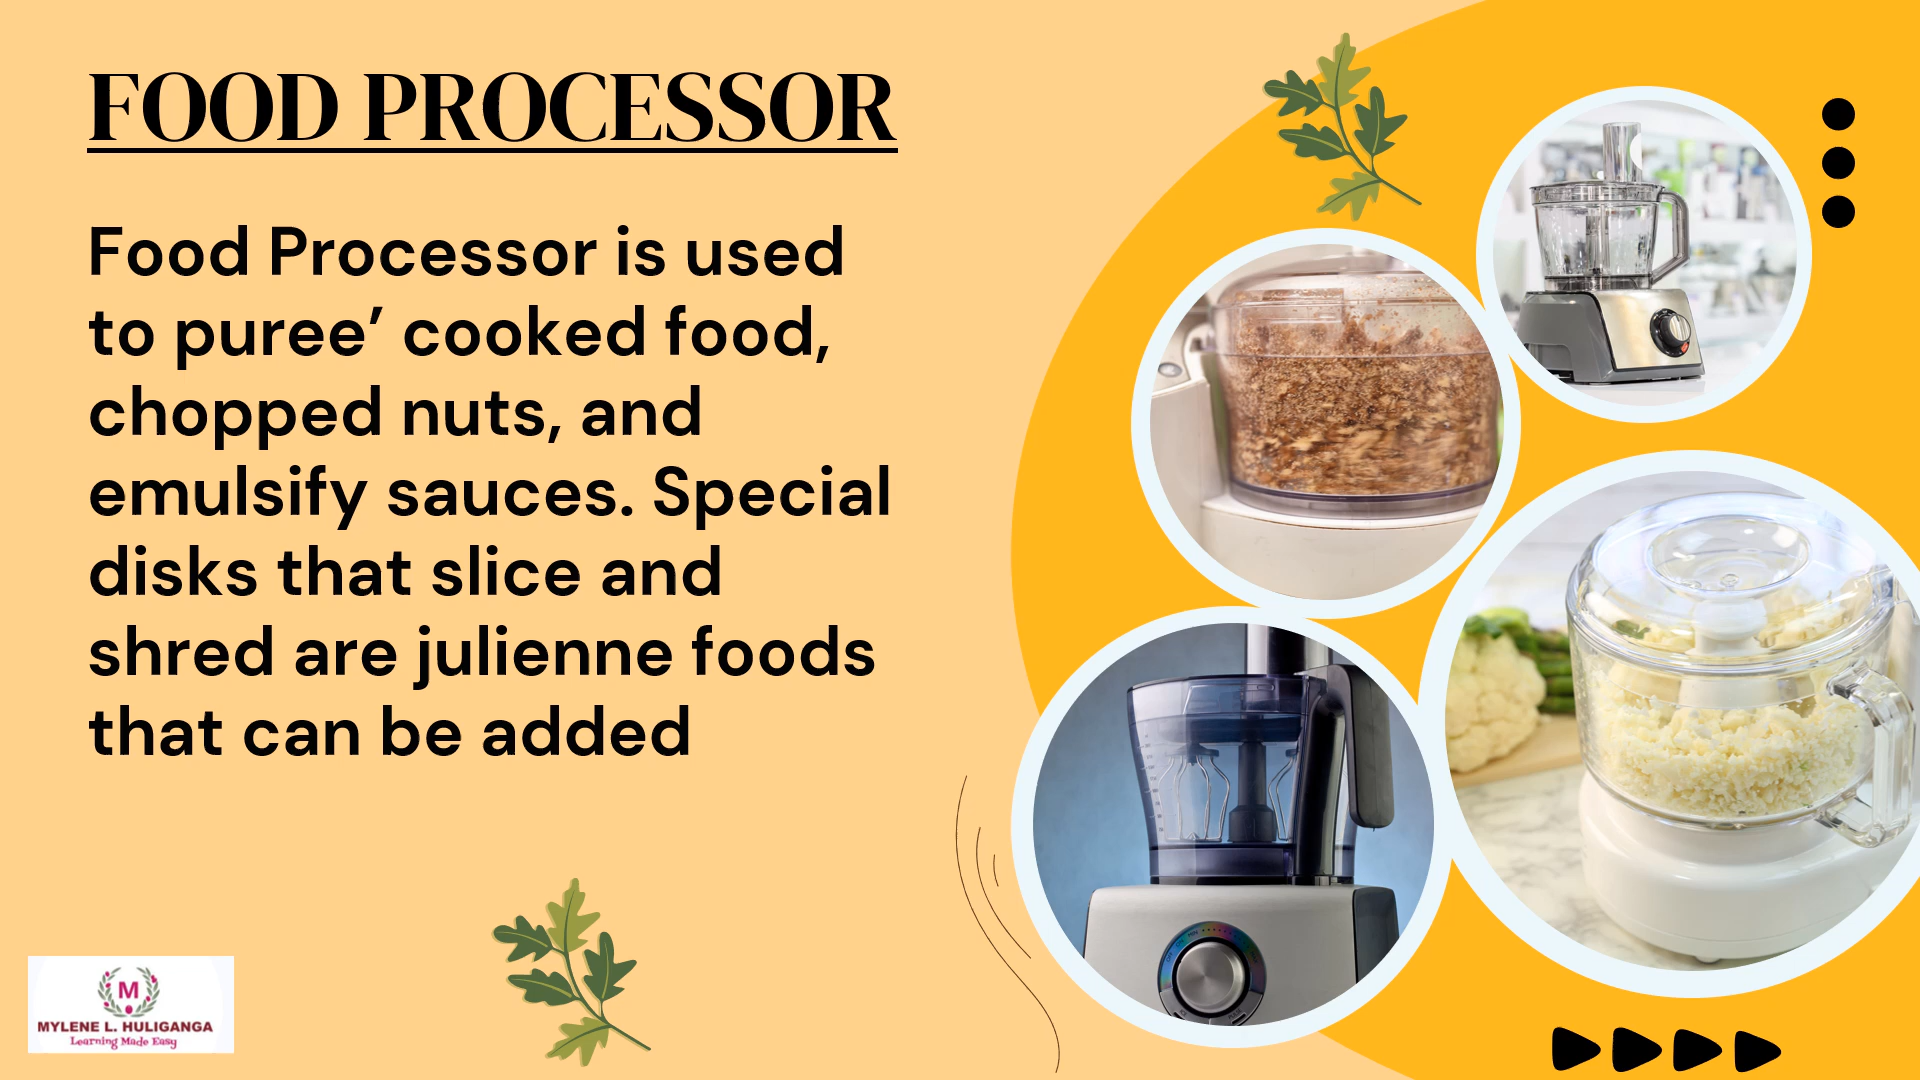 FOOD PROCESSOR
Food Processor is used
to puree’ cooked food,
chopped nuts, and
emulsify sauces. Special
disks that slice and
shred are julienne foods
that can be added
M
MYLENE L. HULIGANGA
Learning Made Easy